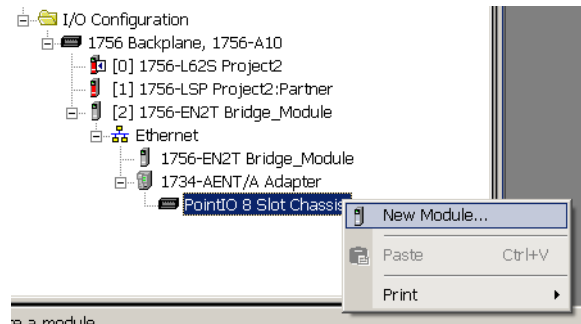 I/O Configuration
1756 Backplane, 1756-A10
[0] 1756-L62S Project2
[1] 1756-LSP Project2:Partner
[2] 1756-EN2T Bridge_Module
Ethernet
1756-EN2T Bridge_Module
1734-AENT/A Adapter
PointIO 8 Slot Chassis
New Module...
Paste Ctrl+V
Print
a module